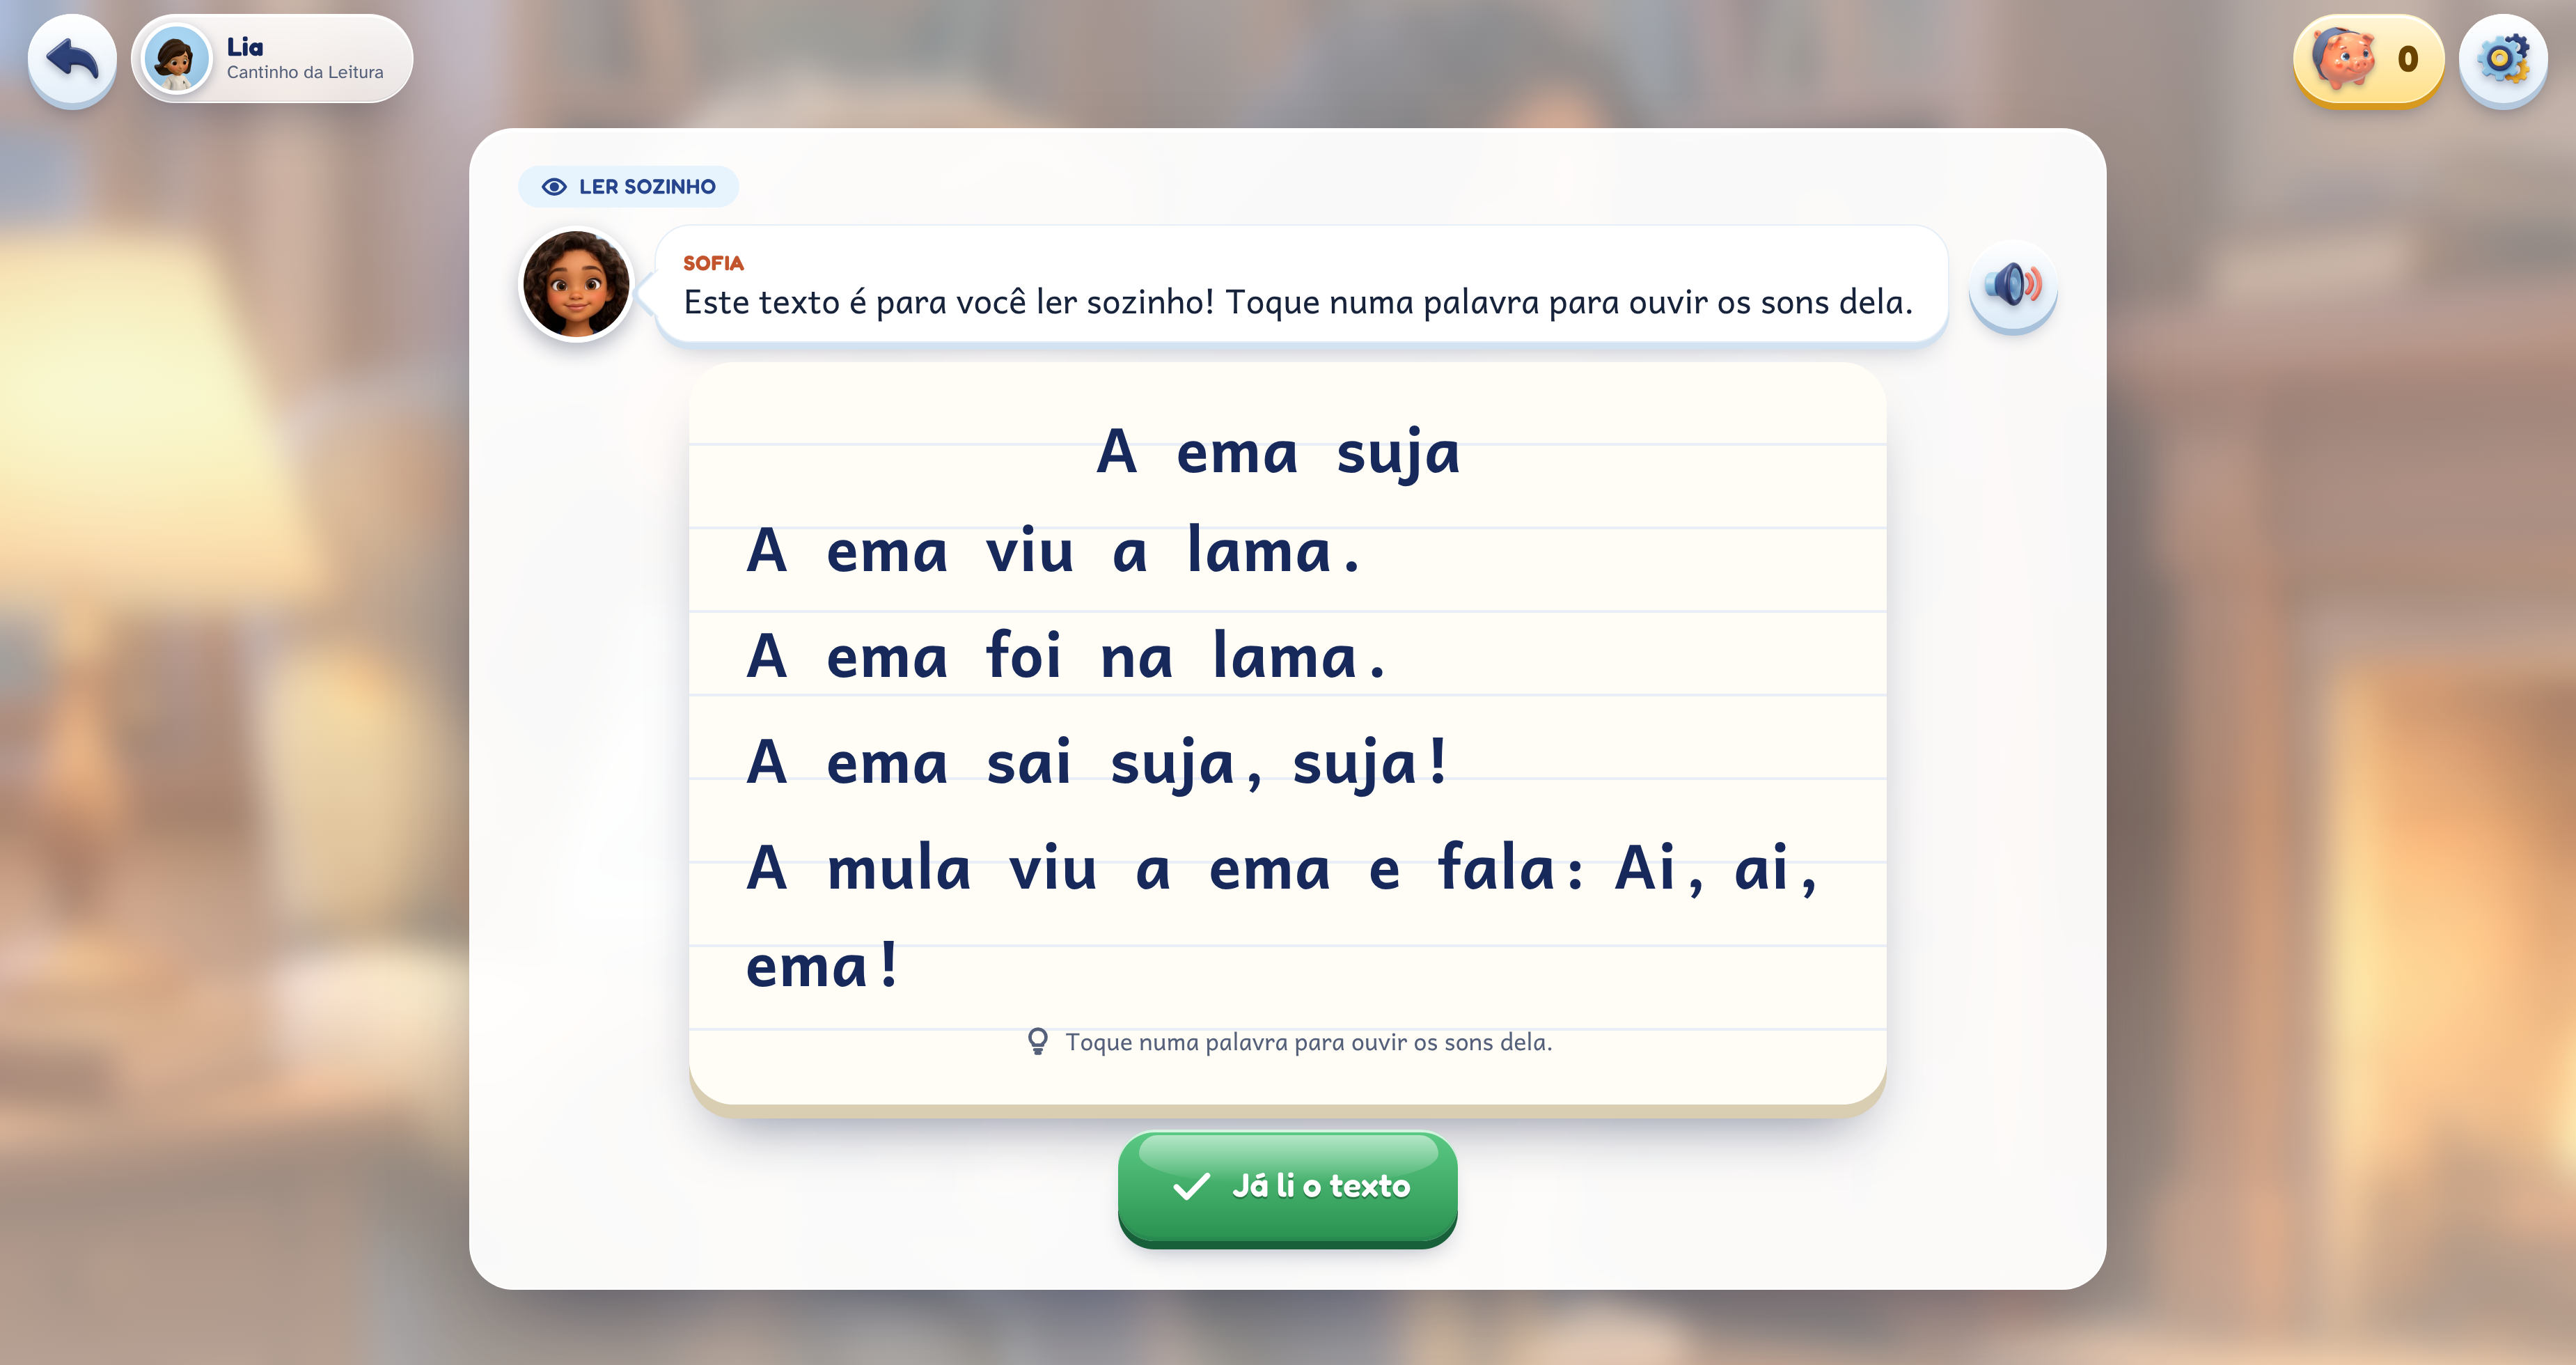 Lia
Cantinho da Leitura
0
LER SOZINHO
SOFIA
Este texto é para você ler sozinho! Toque numa palavra para ouvir os sons dela.
A ema suja
A ema viu a lama.
A ema foi na lama.
A ema sai suja, suja!
A mula viu a ema e fala: Ai, ai,
ema!
Toque numa palavra para ouvir os sons dela.
Já li o texto